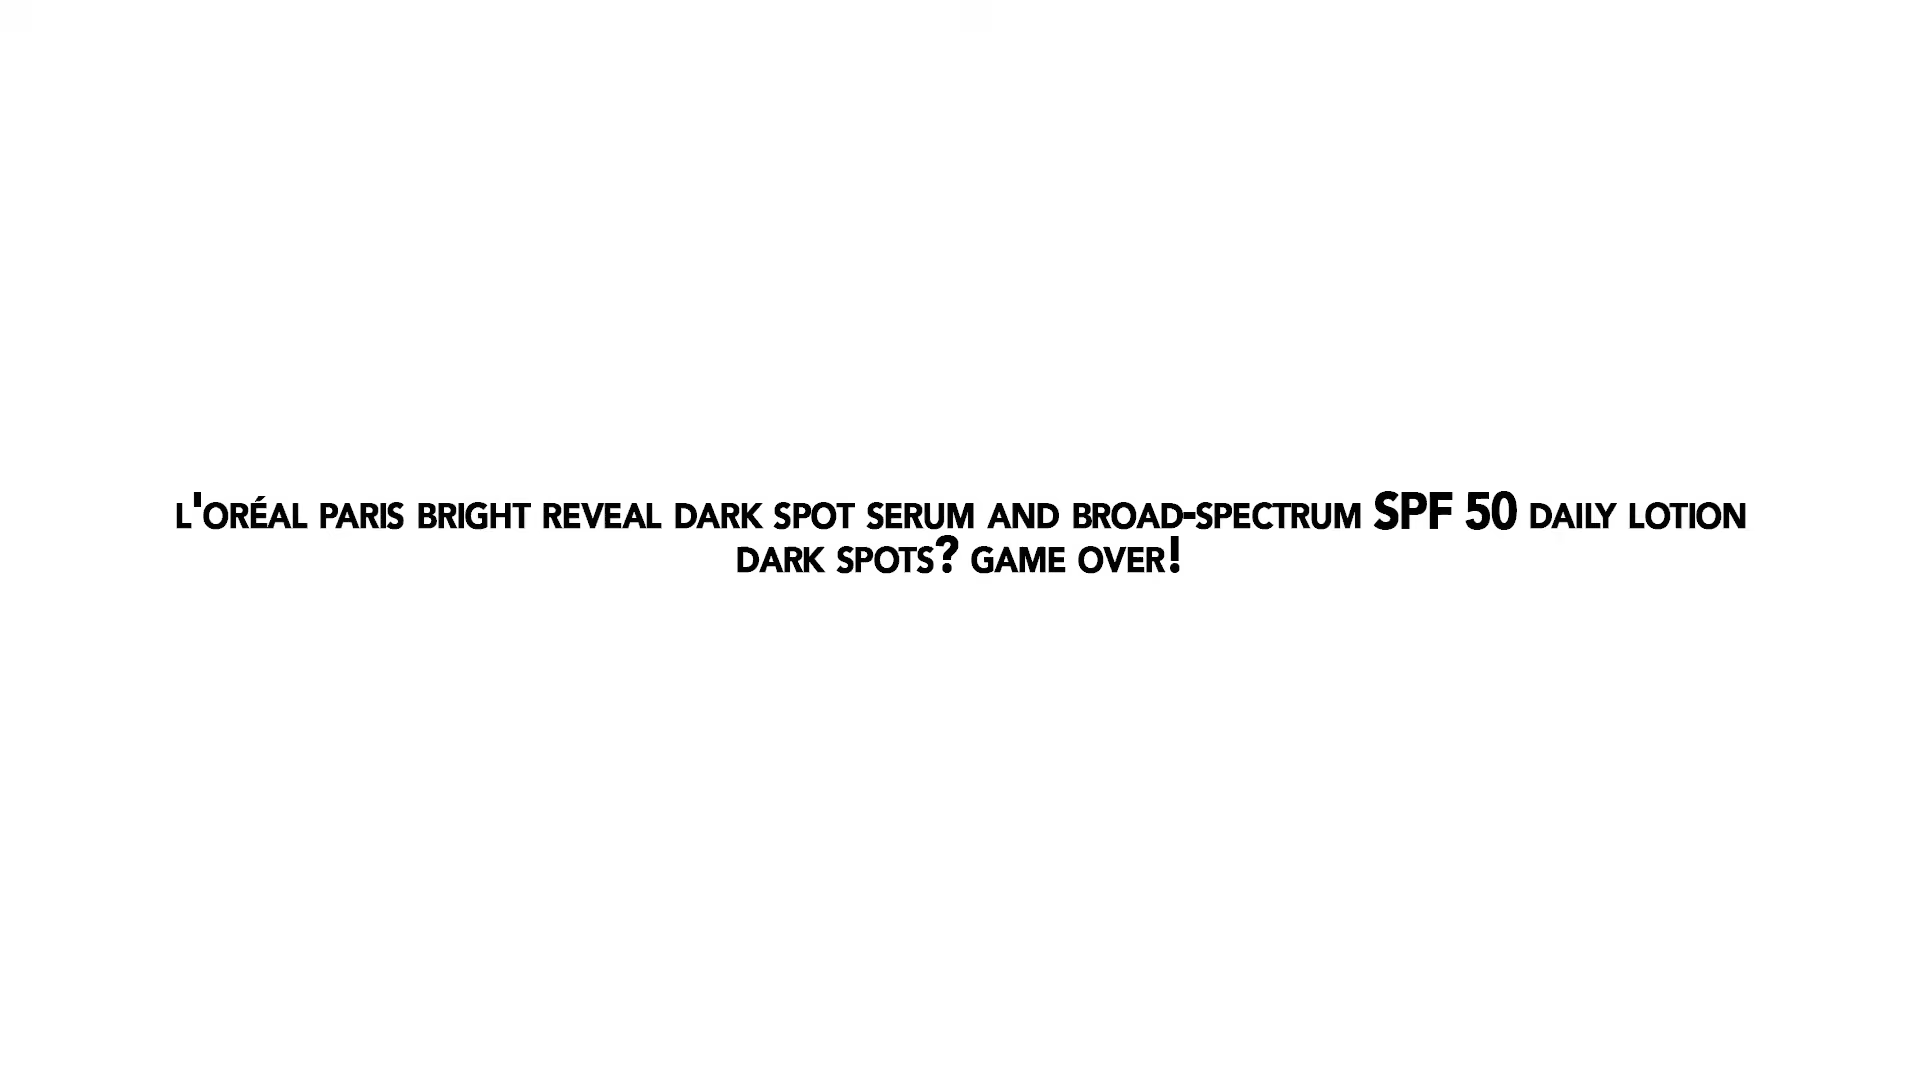 L'ORÉAL PARIS BRIGHT REVEAL DARK SPOT SERUM AND BROAD-SPECTRUM SPF 50 DAILY LOTION
DARK SPOTS? GAME OVER!